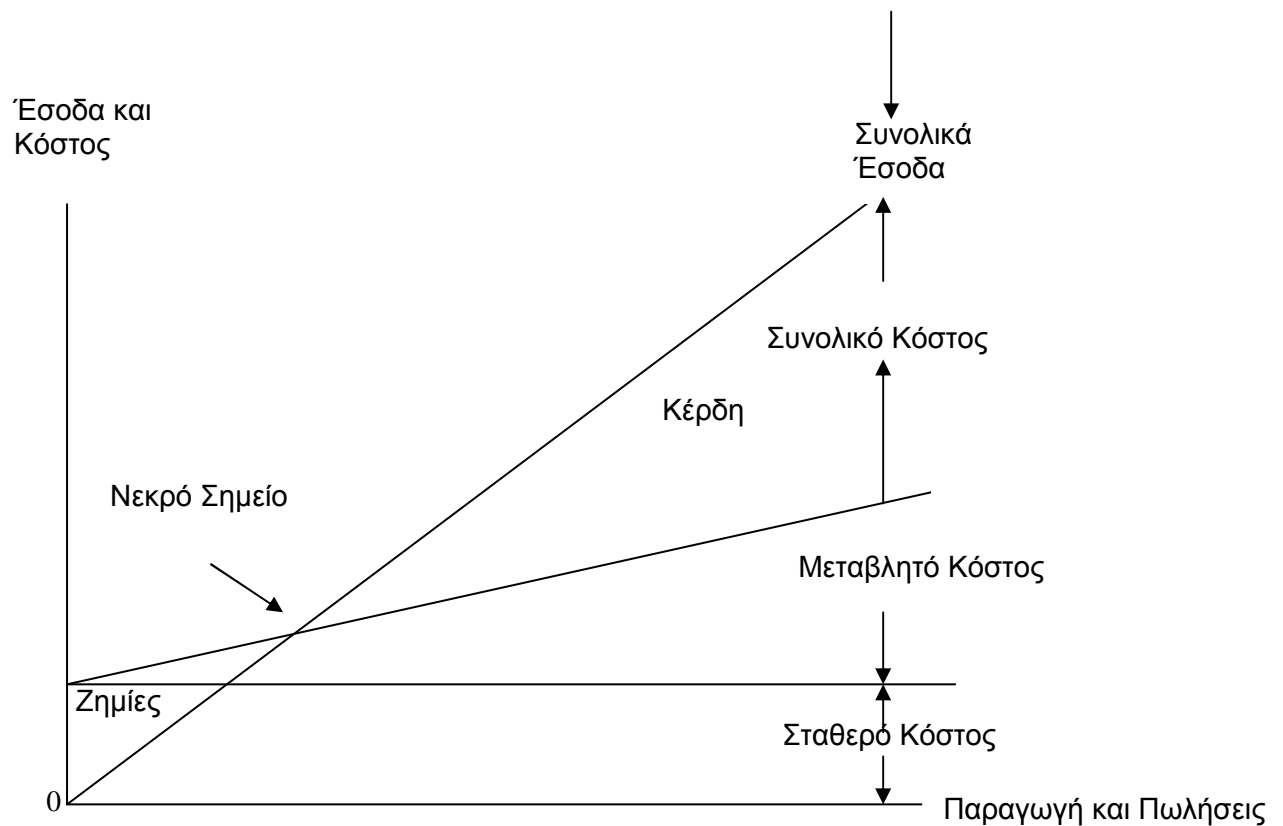 Έσοδα και
Κόστος
Συνολικά
Έσοδα
Συνολικό Κόστος
Κέρδη
Νεκρό Σημείο
Μεταβλητό Κόστος
Ζημίες
Σταθερό Κόστος
0
Παραγωγή και Πωλήσεις